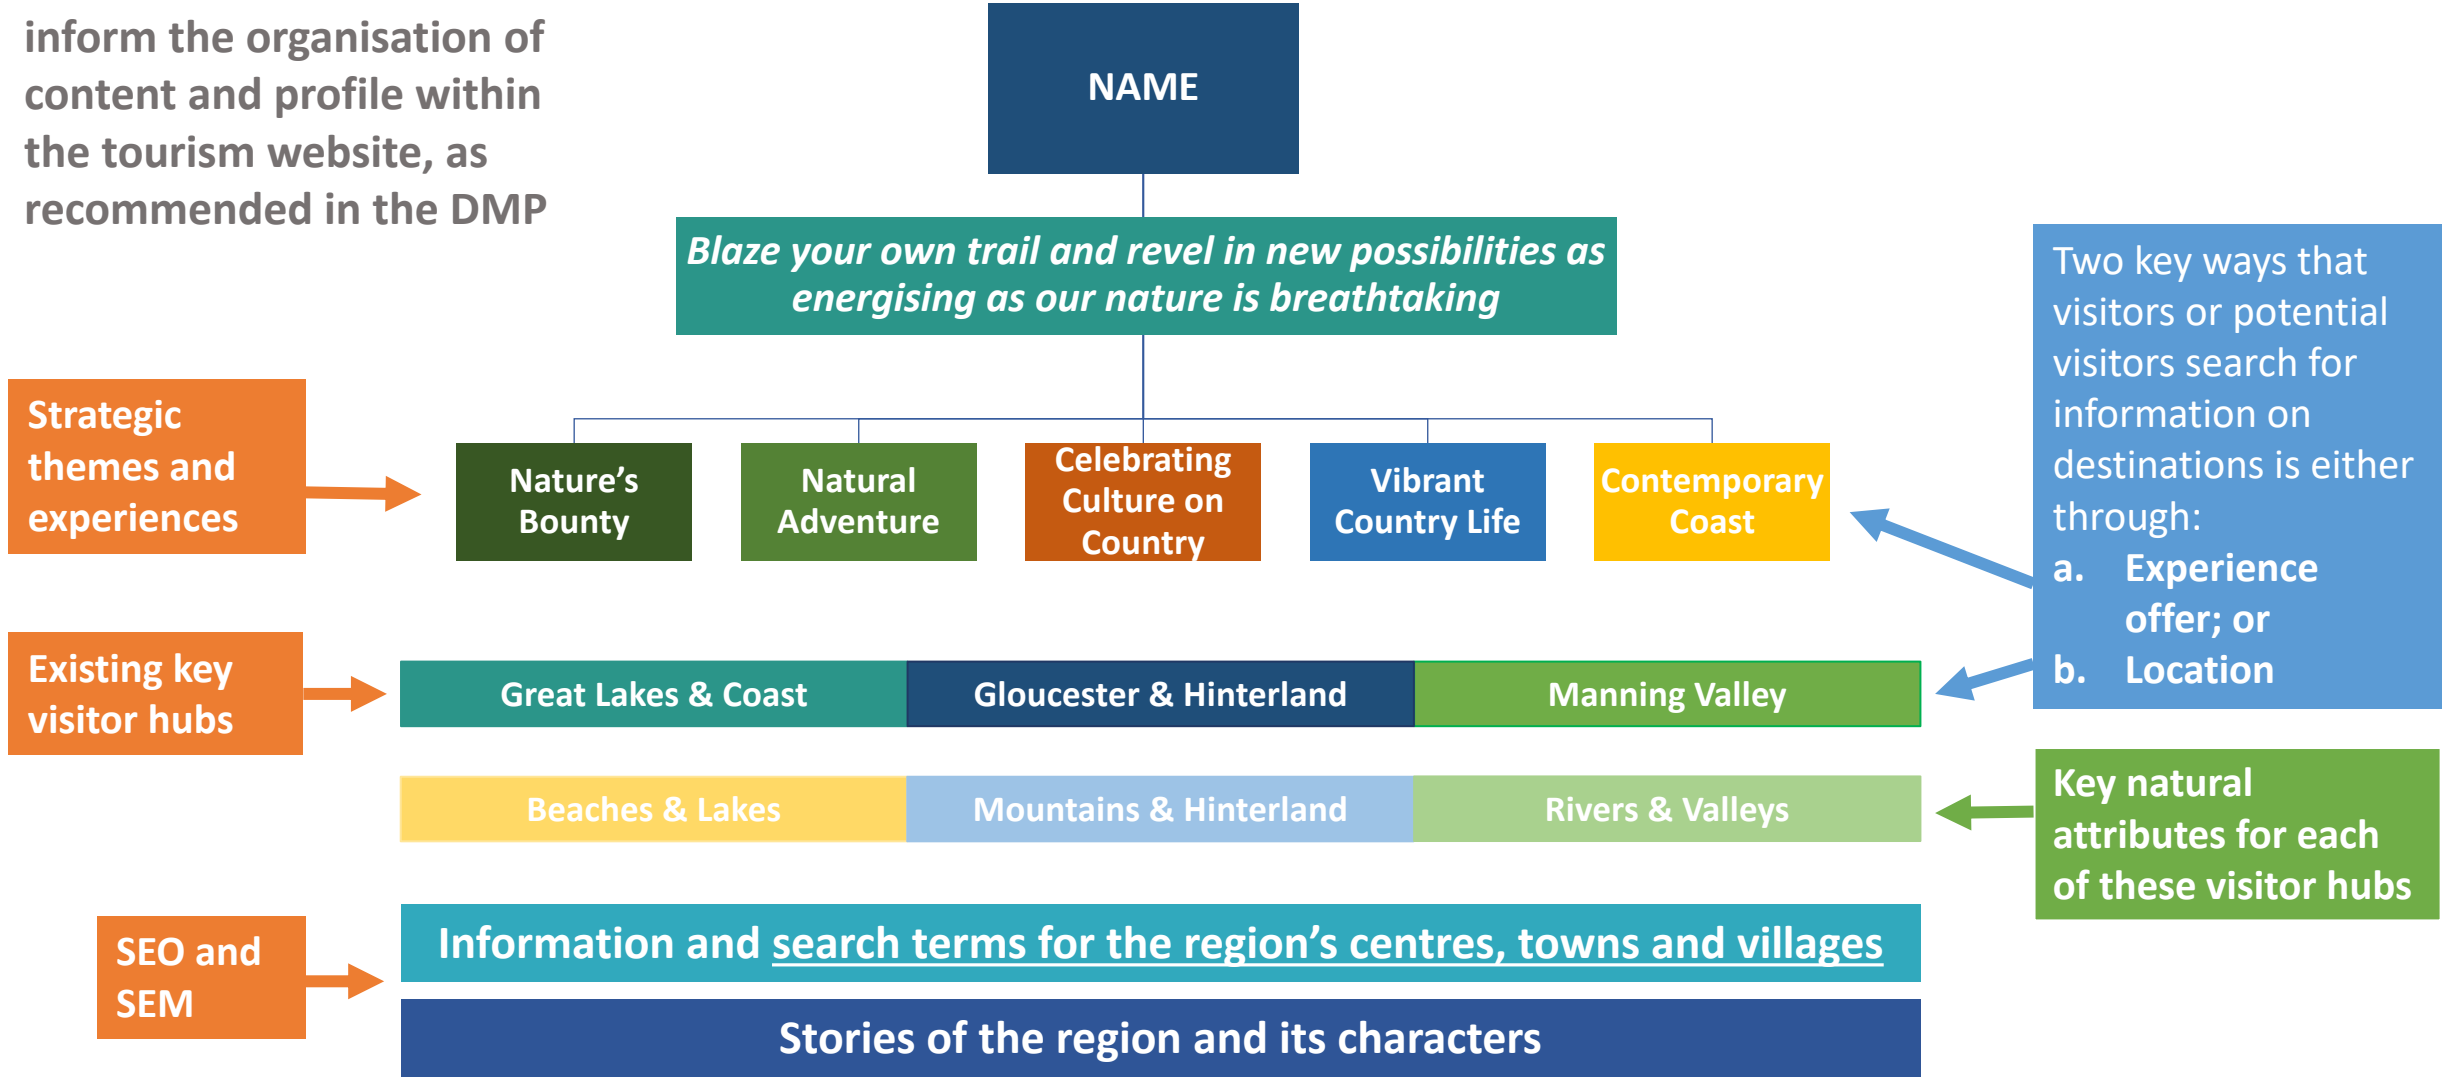 inform the organisation of
content and profile within
the tourism website, as
recommended in the DMP
NAME
Blaze your own trail and revel in new possibilities as
energising as our nature is breathtaking
Two key ways that
visitors or potential
visitors search for
information on
destinations is either
through:
a. Experience
offer; or
b. Location
Strategic
themes and
experiences
Nature’s
Bounty
Natural
Adventure
Celebrating
Culture on
Country
Vibrant
Country Life
Contemporary
Coast
Existing key
visitor hubs
Great Lakes & Coast
Gloucester & Hinterland
Manning Valley
Beaches & Lakes
Mountains & Hinterland
Rivers & Valleys
Key natural
attributes for each
of these visitor hubs
SEO and
SEM
Information and search terms for the region’s centres, towns and villages
Stories of the region and its characters